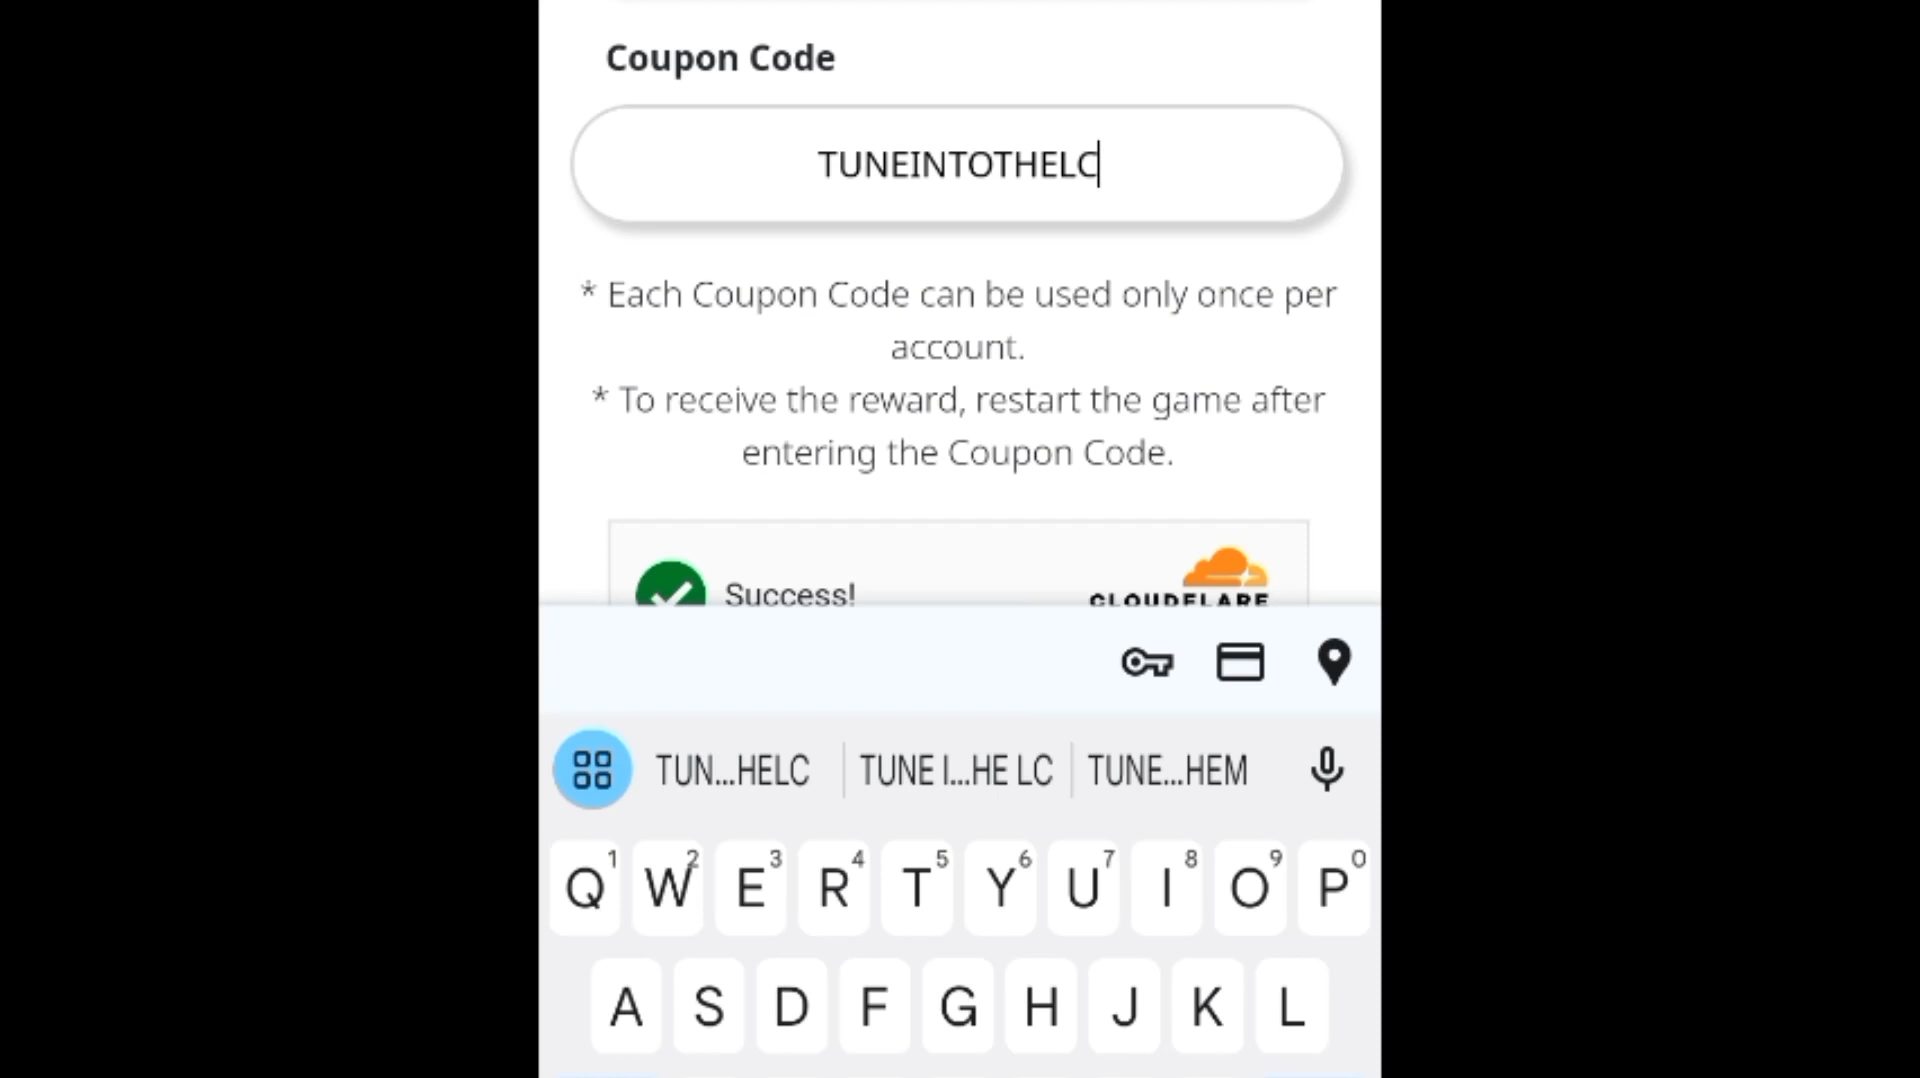 Coupon Code
TUNEINTOTHELC
* Each Coupon Code can be used only once per
account.
* To receive the reward, restart the game after
entering the Coupon Code.
Success!
CLOUDFLARE
TUN...HELC
TUNE I...HE LC
TUNE...HEM
Q1 W2 E3 R4 T5 Y6 U7 I8 O9 P0
A S D F G H J K L